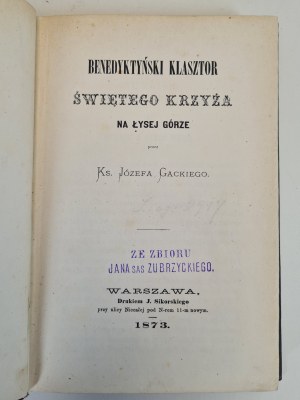 BENEDYKTYŃSKI KLASZTOR
ŚWIĘTEGO KRZYŻA
NA ŁYSEJ GÓRZE
przez
Ks. Józefa Gackiego.
ZE ZBIORU
JANA SAS ZUBRZYCKIEGO.
WARSZAWA,
Drukiem J. Sikorskiego
przy ulicy Niecałej pod N-rem 11-m nowym.
1873.